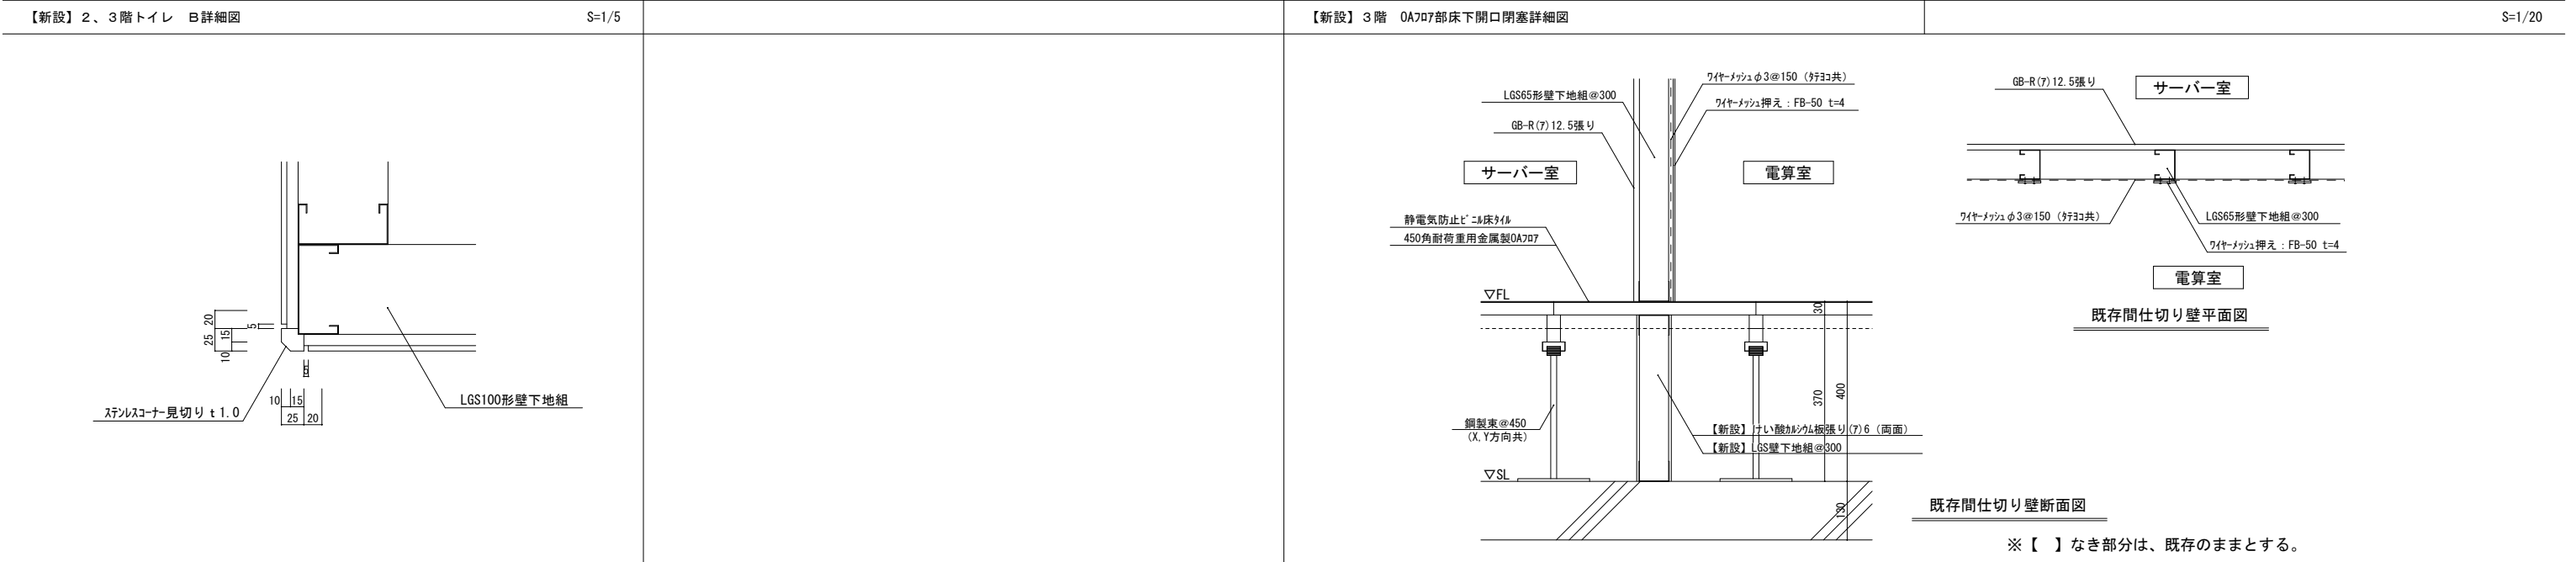 【新設】２、３階トイレ　Ｂ詳細図
S=1/5
【新設】３階　OAﾌﾛｱ部床下開口閉塞詳細図
S=1/20
20
25
15
10
5
5
10
15
25
20
ｽﾃﾝﾚｽｺｰﾅｰ見切りｔ1.0
LGS100形壁下地組
ﾜｲﾔｰﾒｯｼｭφ3@150（ﾀﾃﾖｺ共）
LGS65形壁下地組@300
ﾜｲﾔｰﾒｯｼｭ押え：FB-50 t=4
GB-R(ｱ)12.5張り
サーバー室
電算室
静電気防止ﾋﾞﾆﾙ床ﾀｲﾙ
450角耐荷重用金属製OAﾌﾛｱ
▽FL
30
370
400
鋼製束@450
(X,Y方向共)
【新設】けい酸ｶﾙｼｳﾑ板張り(ｱ)6（両面）
【新設】LGS壁下地組@300
▽SL
130
既存間仕切り壁断面図
GB-R(ｱ)12.5張り
サーバー室
ﾜｲﾔｰﾒｯｼｭφ3@150（ﾀﾃﾖｺ共）
LGS65形壁下地組@300
ﾜｲﾔｰﾒｯｼｭ押え：FB-50 t=4
電算室
既存間仕切り壁平面図
※【　】なき部分は、既存のままとする。